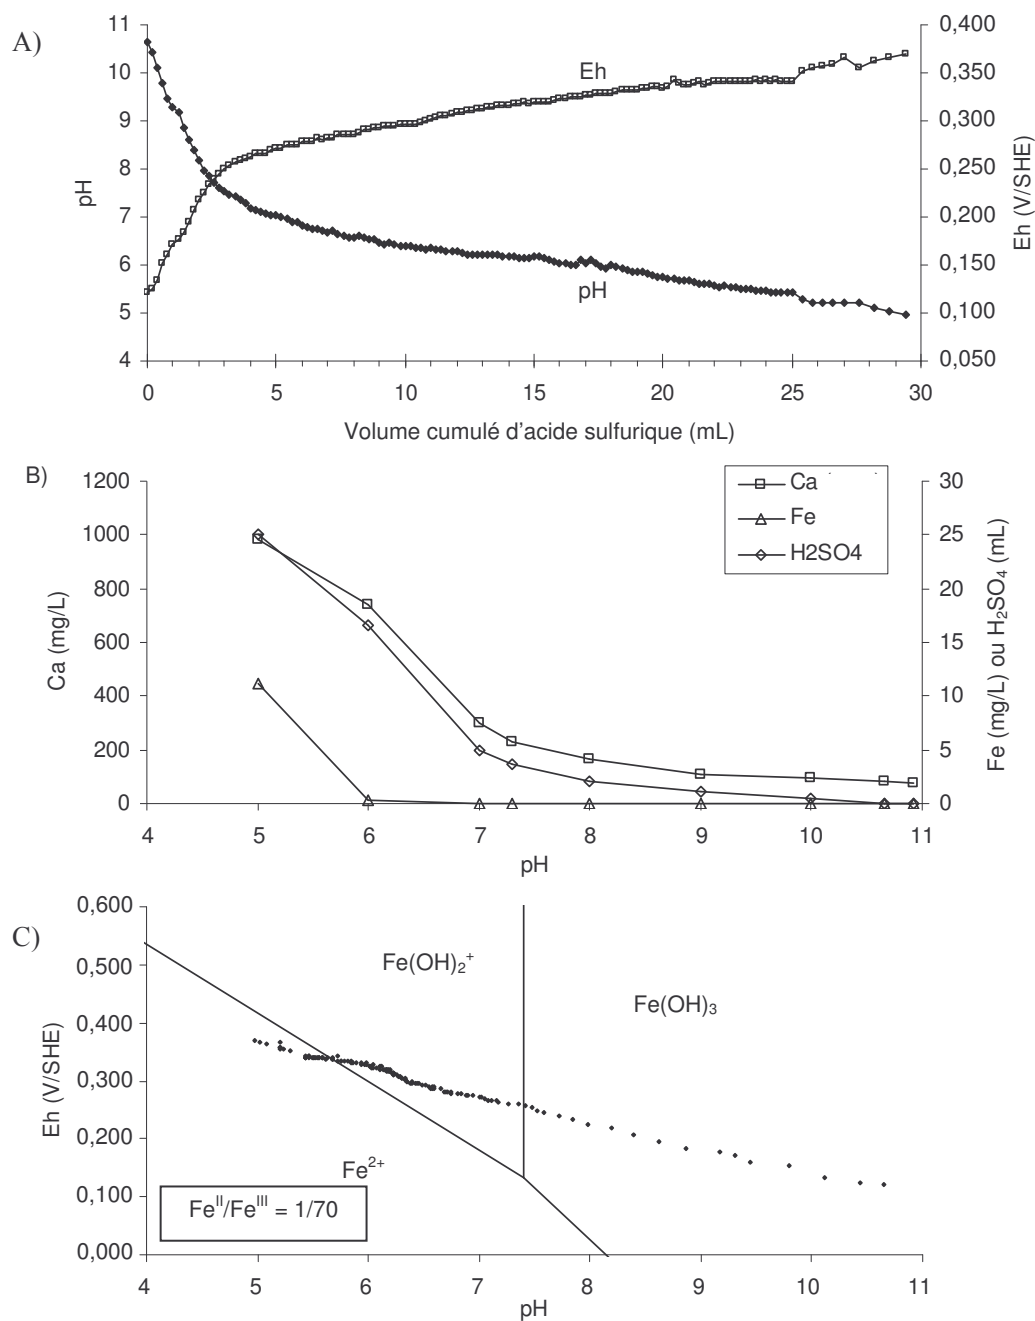 A)
11
10
9
8
7
6
5
4
pH
0,400
0,350
0,300
0,250
0,200
0,150
0,100
0,050
Eh (V/SHE)
Eh
pH
0 5 10 15 20 25 30
Volume cumulé d'acide sulfurique (mL)
B)
1200
1000
800
600
400
200
0
Ca (mg/L)
30
25
20
15
10
5
0
Fe (mg/L) ou H₂SO₄ (mL)
Ca
Fe
H2SO4
4 5 6 7 8 9 10 11
pH
C)
0,600
0,500
0,400
0,300
0,200
0,100
0,000
Eh (V/SHE)
Fe(OH)₂⁺
Fe(OH)₃
Fe²⁺
Feᴵᴵ/Feᴵᴵᴵ = 1/70
4 5 6 7 8 9 10 11
pH